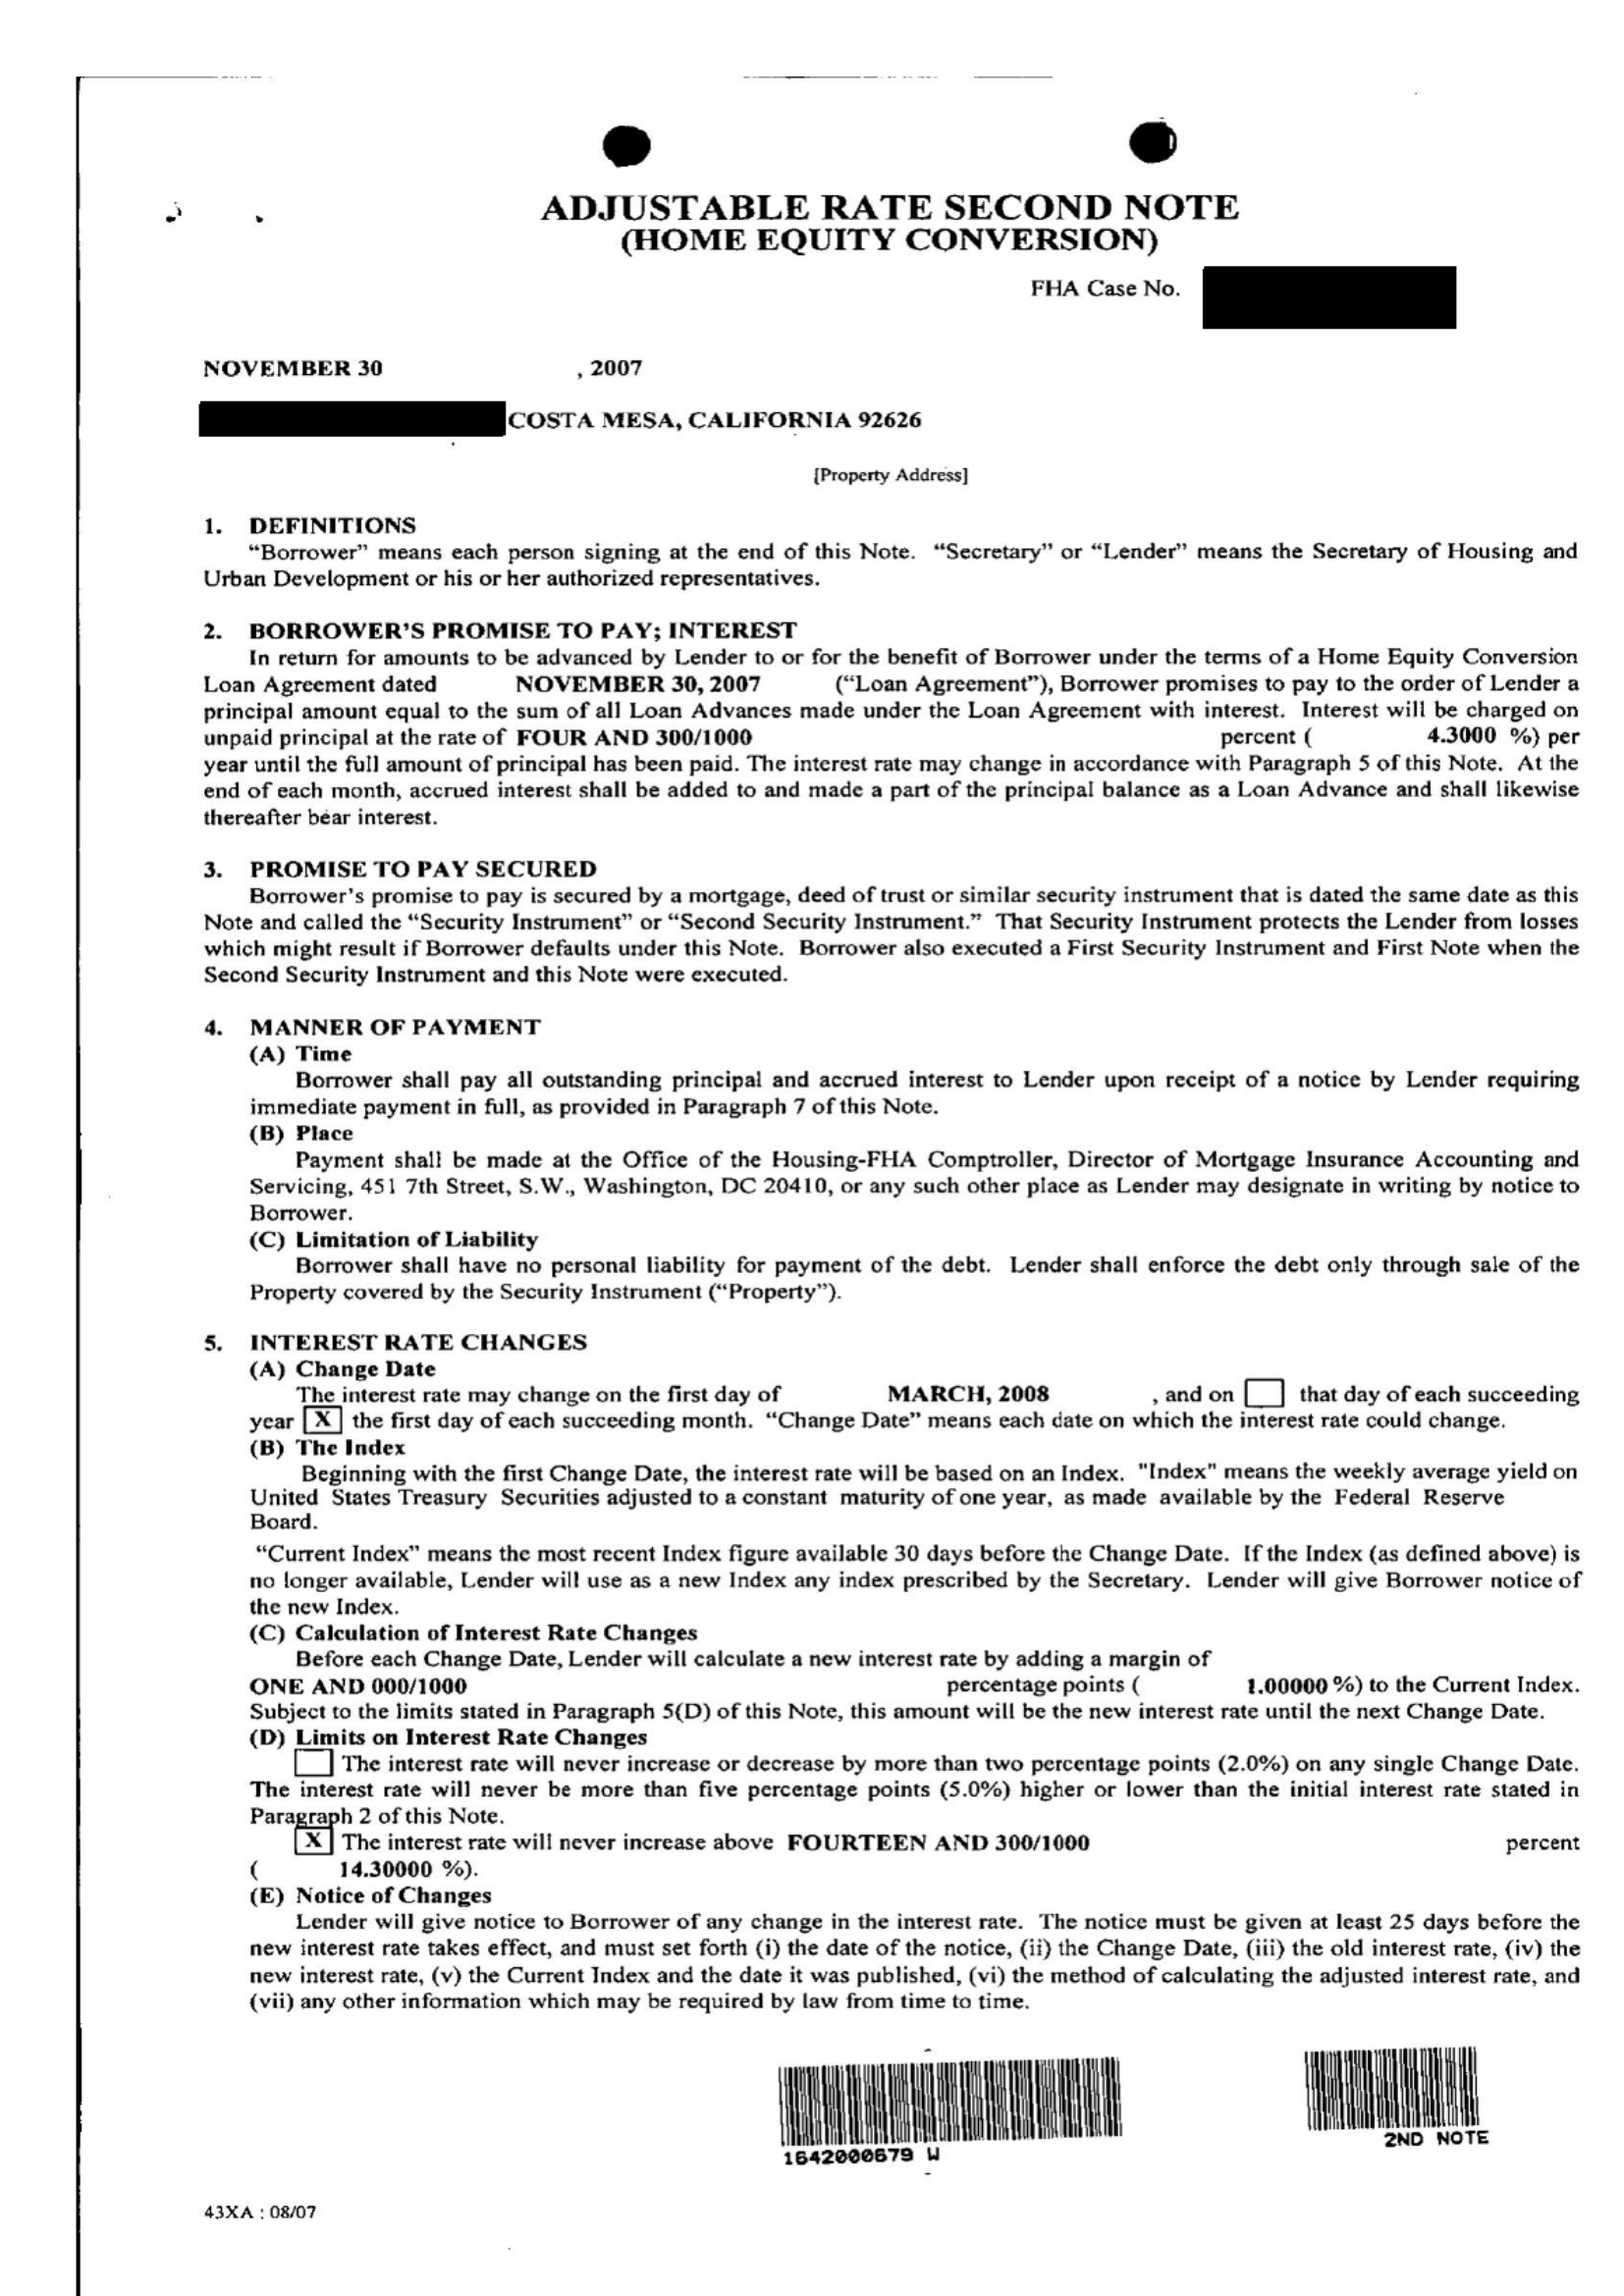 ADJUSTABLE RATE SECOND NOTE
(HOME EQUITY CONVERSION)
FHA Case No.
NOVEMBER 30 , 2007
COSTA MESA, CALIFORNIA 92626
[Property Address]
1. DEFINITIONS
“Borrower” means each person signing at the end of this Note. “Secretary” or “Lender” means the Secretary of Housing and
Urban Development or his or her authorized representatives.
2. BORROWER'S PROMISE TO PAY; INTEREST
In return for amounts to be advanced by Lender to or for the benefit of Borrower under the terms of a Home Equity Conversion
Loan Agreement dated NOVEMBER 30, 2007 (“Loan Agreement”), Borrower promises to pay to the order of Lender a
principal amount equal to the sum of all Loan Advances made under the Loan Agreement with interest. Interest will be charged on
unpaid principal at the rate of FOUR AND 300/1000 percent ( 4.3000 %) per
year until the full amount of principal has been paid. The interest rate may change in accordance with Paragraph 5 of this Note. At the
end of each month, accrued interest shall be added to and made a part of the principal balance as a Loan Advance and shall likewise
thereafter bear interest.
3. PROMISE TO PAY SECURED
Borrower's promise to pay is secured by a mortgage, deed of trust or similar security instrument that is dated the same date as this
Note and called the “Security Instrument” or “Second Security Instrument.” That Security Instrument protects the Lender from losses
which might result if Borrower defaults under this Note. Borrower also executed a First Security Instrument and First Note when the
Second Security Instrument and this Note were executed.
4. MANNER OF PAYMENT
(A) Time
Borrower shall pay all outstanding principal and accrued interest to Lender upon receipt of a notice by Lender requiring
immediate payment in full, as provided in Paragraph 7 of this Note.
(B) Place
Payment shall be made at the Office of the Housing-FHA Comptroller, Director of Mortgage Insurance Accounting and
Servicing, 451 7th Street, S.W., Washington, DC 20410, or any such other place as Lender may designate in writing by notice to
Borrower.
(C) Limitation of Liability
Borrower shall have no personal liability for payment of the debt. Lender shall enforce the debt only through sale of the
Property covered by the Security Instrument (“Property”).
5. INTEREST RATE CHANGES
(A) Change Date
The interest rate may change on the first day of MARCH, 2008 , and on that day of each succeeding
year X the first day of each succeeding month. “Change Date” means each date on which the interest rate could change.
(B) The Index
Beginning with the first Change Date, the interest rate will be based on an Index. "Index" means the weekly average yield on
United States Treasury Securities adjusted to a constant maturity of one year, as made available by the Federal Reserve
Board.
“Current Index” means the most recent Index figure available 30 days before the Change Date. If the Index (as defined above) is
no longer available, Lender will use as a new Index any index prescribed by the Secretary. Lender will give Borrower notice of
the new Index.
(C) Calculation of Interest Rate Changes
Before each Change Date, Lender will calculate a new interest rate by adding a margin of
ONE AND 000/1000 percentage points ( 1.00000 %) to the Current Index.
Subject to the limits stated in Paragraph 5(D) of this Note, this amount will be the new interest rate until the next Change Date.
(D) Limits on Interest Rate Changes
The interest rate will never increase or decrease by more than two percentage points (2.0%) on any single Change Date.
The interest rate will never be more than five percentage points (5.0%) higher or lower than the initial interest rate stated in
Paragraph 2 of this Note.
X The interest rate will never increase above FOURTEEN AND 300/1000 percent
( 14.30000 %).
(E) Notice of Changes
Lender will give notice to Borrower of any change in the interest rate. The notice must be given at least 25 days before the
new interest rate takes effect, and must set forth (i) the date of the notice, (ii) the Change Date, (iii) the old interest rate, (iv) the
new interest rate, (v) the Current Index and the date it was published, (vi) the method of calculating the adjusted interest rate, and
(vii) any other information which may be required by law from time to time.
1642000679 W
2ND NOTE
43XA : 08/07